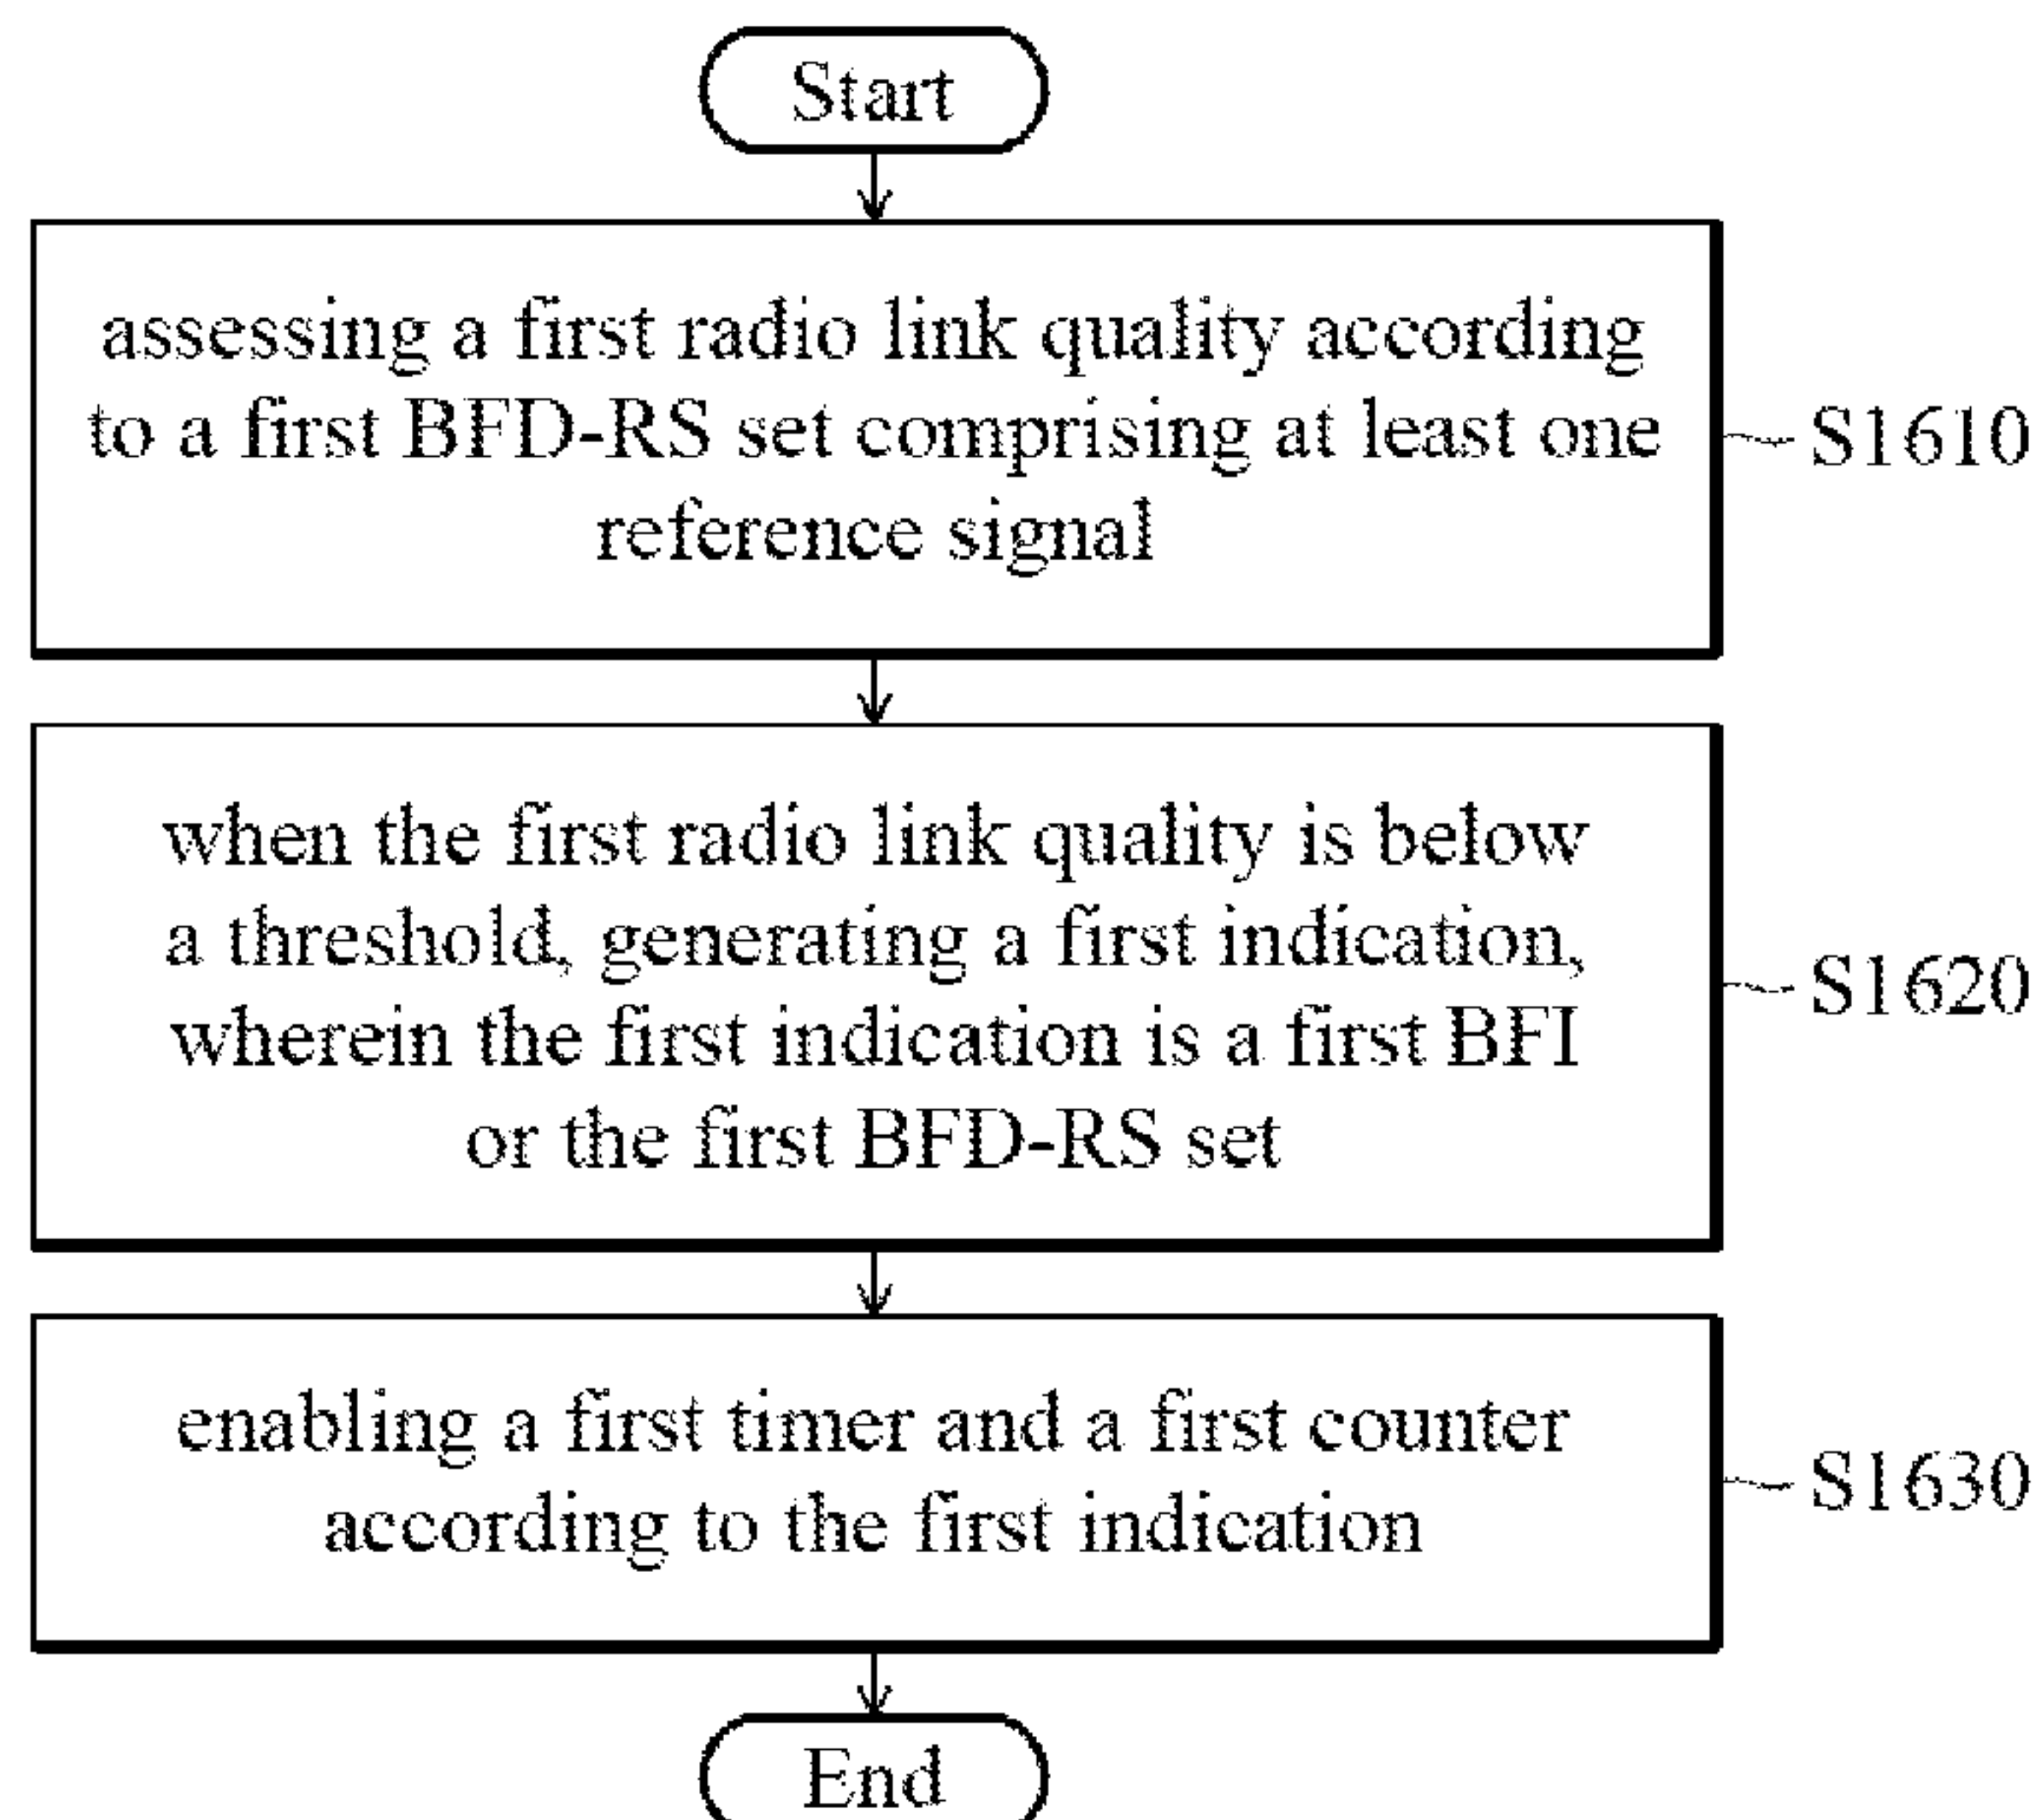 Start
assessing a first radio link quality according
to a first BFD-RS set comprising at least one
reference signal
S1610
when the first radio link quality is below
a threshold, generating a first indication,
wherein the first indication is a first BFI
or the first BFD-RS set
S1620
enabling a first timer and a first counter
according to the first indication
S1630
End